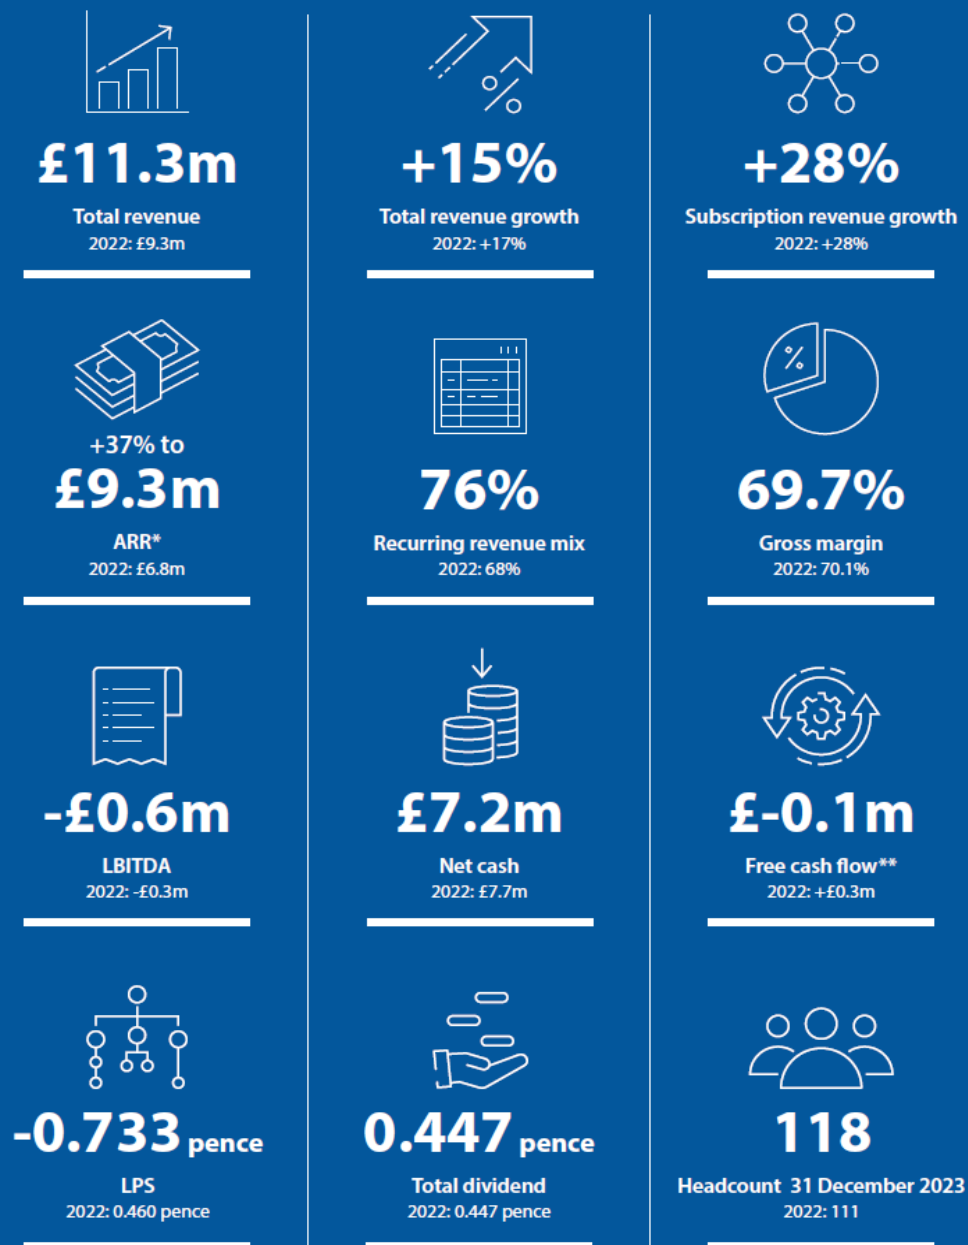 £11.3m
Total revenue
2022: £9.3m
+15%
Total revenue growth
2022: +17%
+28%
Subscription revenue growth
2022: +28%
+37% to
£9.3m
ARR*
2022: £6.8m
76%
Recurring revenue mix
2022: 68%
%
69.7%
Gross margin
2022: 70.1%
-£0.6m
LBITDA
2022: -£0.3m
£7.2m
Net cash
2022: £7.7m
£-0.1m
Free cash flow**
2022: +£0.3m
-0.733 pence
LPS
2022: 0.460 pence
0.447 pence
Total dividend
2022: 0.447 pence
118
Headcount 31 December 2023
2022: 111